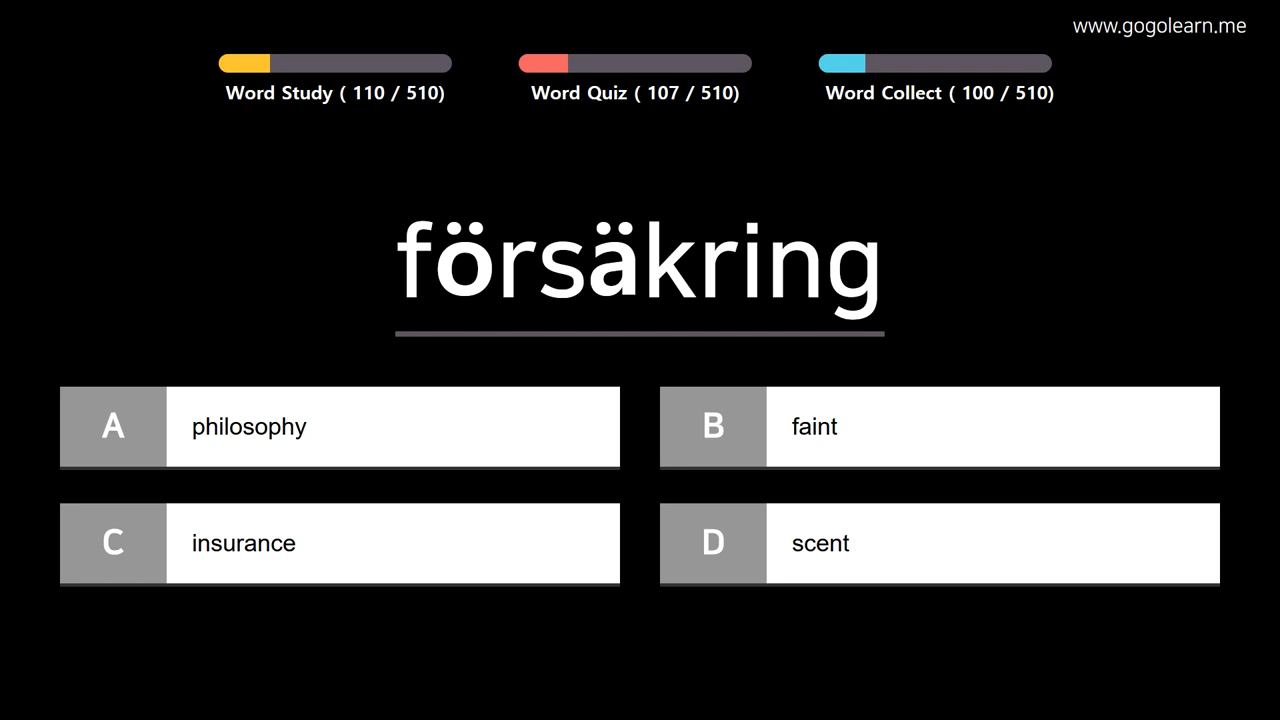 www.gogolearn.me
Word Study ( 110 / 510)
Word Quiz ( 107 / 510)
Word Collect ( 100 / 510)
försäkring
A philosophy
B faint
C insurance
D scent